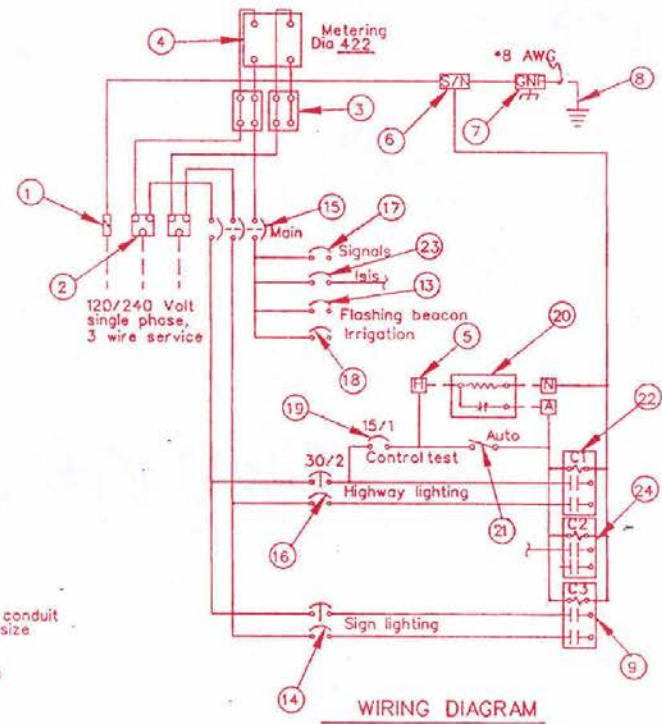 4
Metering
Dia 422
*8 AWG
S/N
GNR
3
6
7
8
1
15
17
Main
Signals
23
Isis
2
13
120/240 Volt
single phase,
3 wire service
Flashing beacon
Irrigation
5
20
18
H
N
19
A
22
15/1
Auto
C1
Control test
30/2
Highway lighting
24
21
16
C2
conduit
size
C3
Sign lighting
9
14
WIRING DIAGRAM